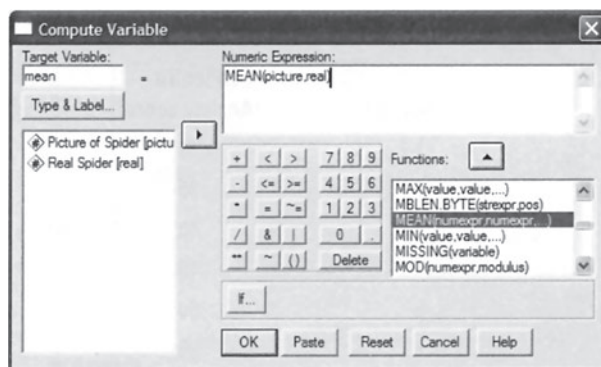 Compute Variable
Target Variable:
mean
=
Numeric Expression:
MEAN(picture,real)
Type & Label...
Picture of Spider [pictu
Real Spider [real]
+ < > 7 8 9
- <= >= 4 5 6
* = ~= 1 2 3
/ & | 0 .
** ~ () Delete
Functions:
MAX(value,value,...)
MBLEN.BYTE(strexpr,pos)
MEAN(numexpr,numexpr,...)
MIN(value,value,...)
MISSING(variable)
MOD(numexpr,modulus)
If...
OK Paste Reset Cancel Help